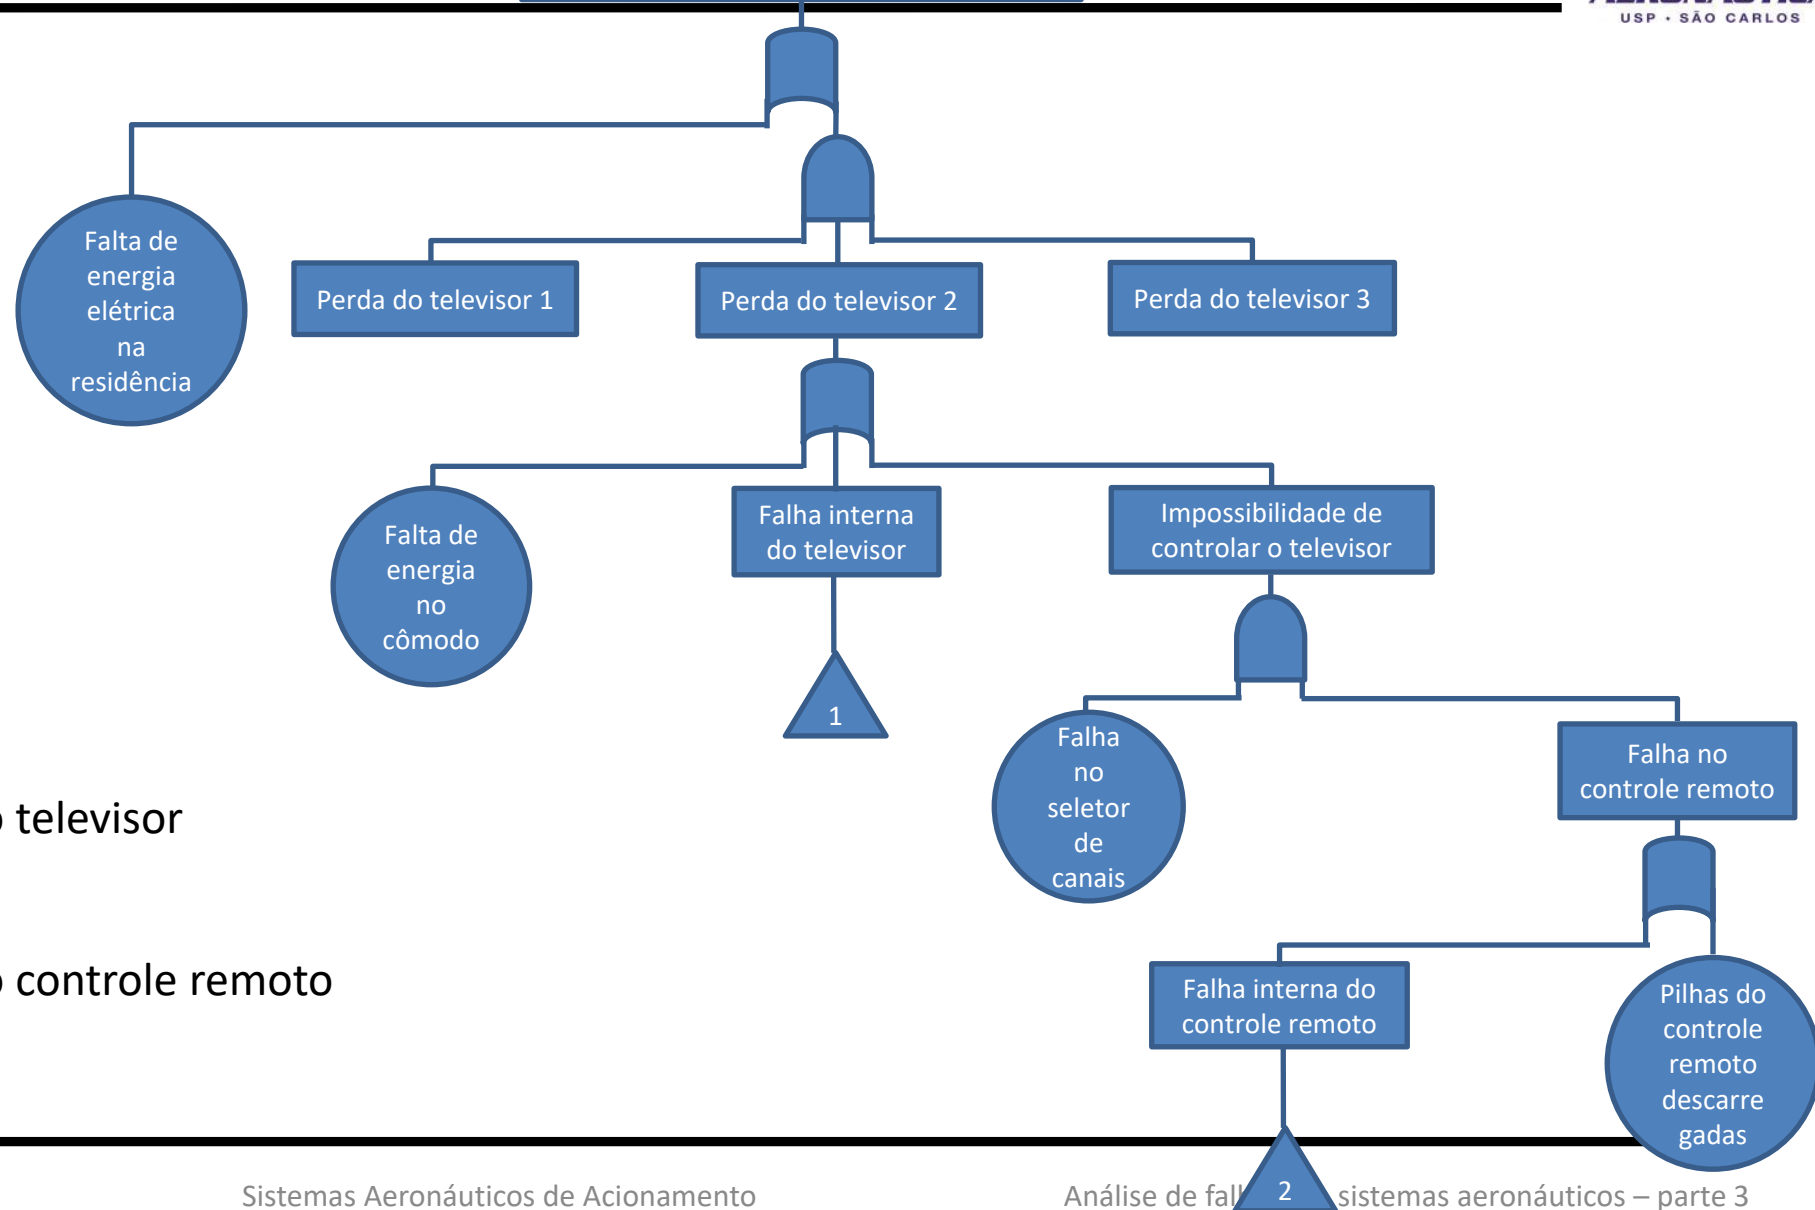 USP · SÃO CARLOS
Falta de
energia
elétrica
na
residência
Perda do televisor 1
Perda do televisor 2
Perda do televisor 3
Falta de
energia
no
cômodo
Falha interna
do televisor
Impossibilidade de
controlar o televisor
1
Falha
no
seletor
de
canais
Falha no
controle remoto
televisor
controle remoto
Falha interna do
controle remoto
Pilhas do
controle
remoto
descarre
gadas
2
Sistemas Aeronáuticos de Acionamento
Análise de fal sistemas aeronáuticos – parte 3